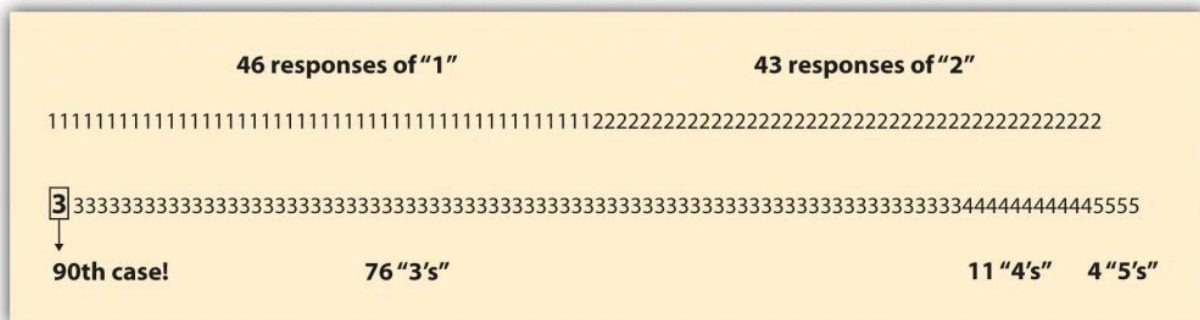 46 responses of “1” 43 responses of “2”
11111111111111111111111111111111111111111111112222222222222222222222222222222222222222222
3 333333333333333333333333333333333333333333333333333333333333333333333333333444444444445555
90th case! 76 “3’s” 11 “4’s” 4 “5’s”